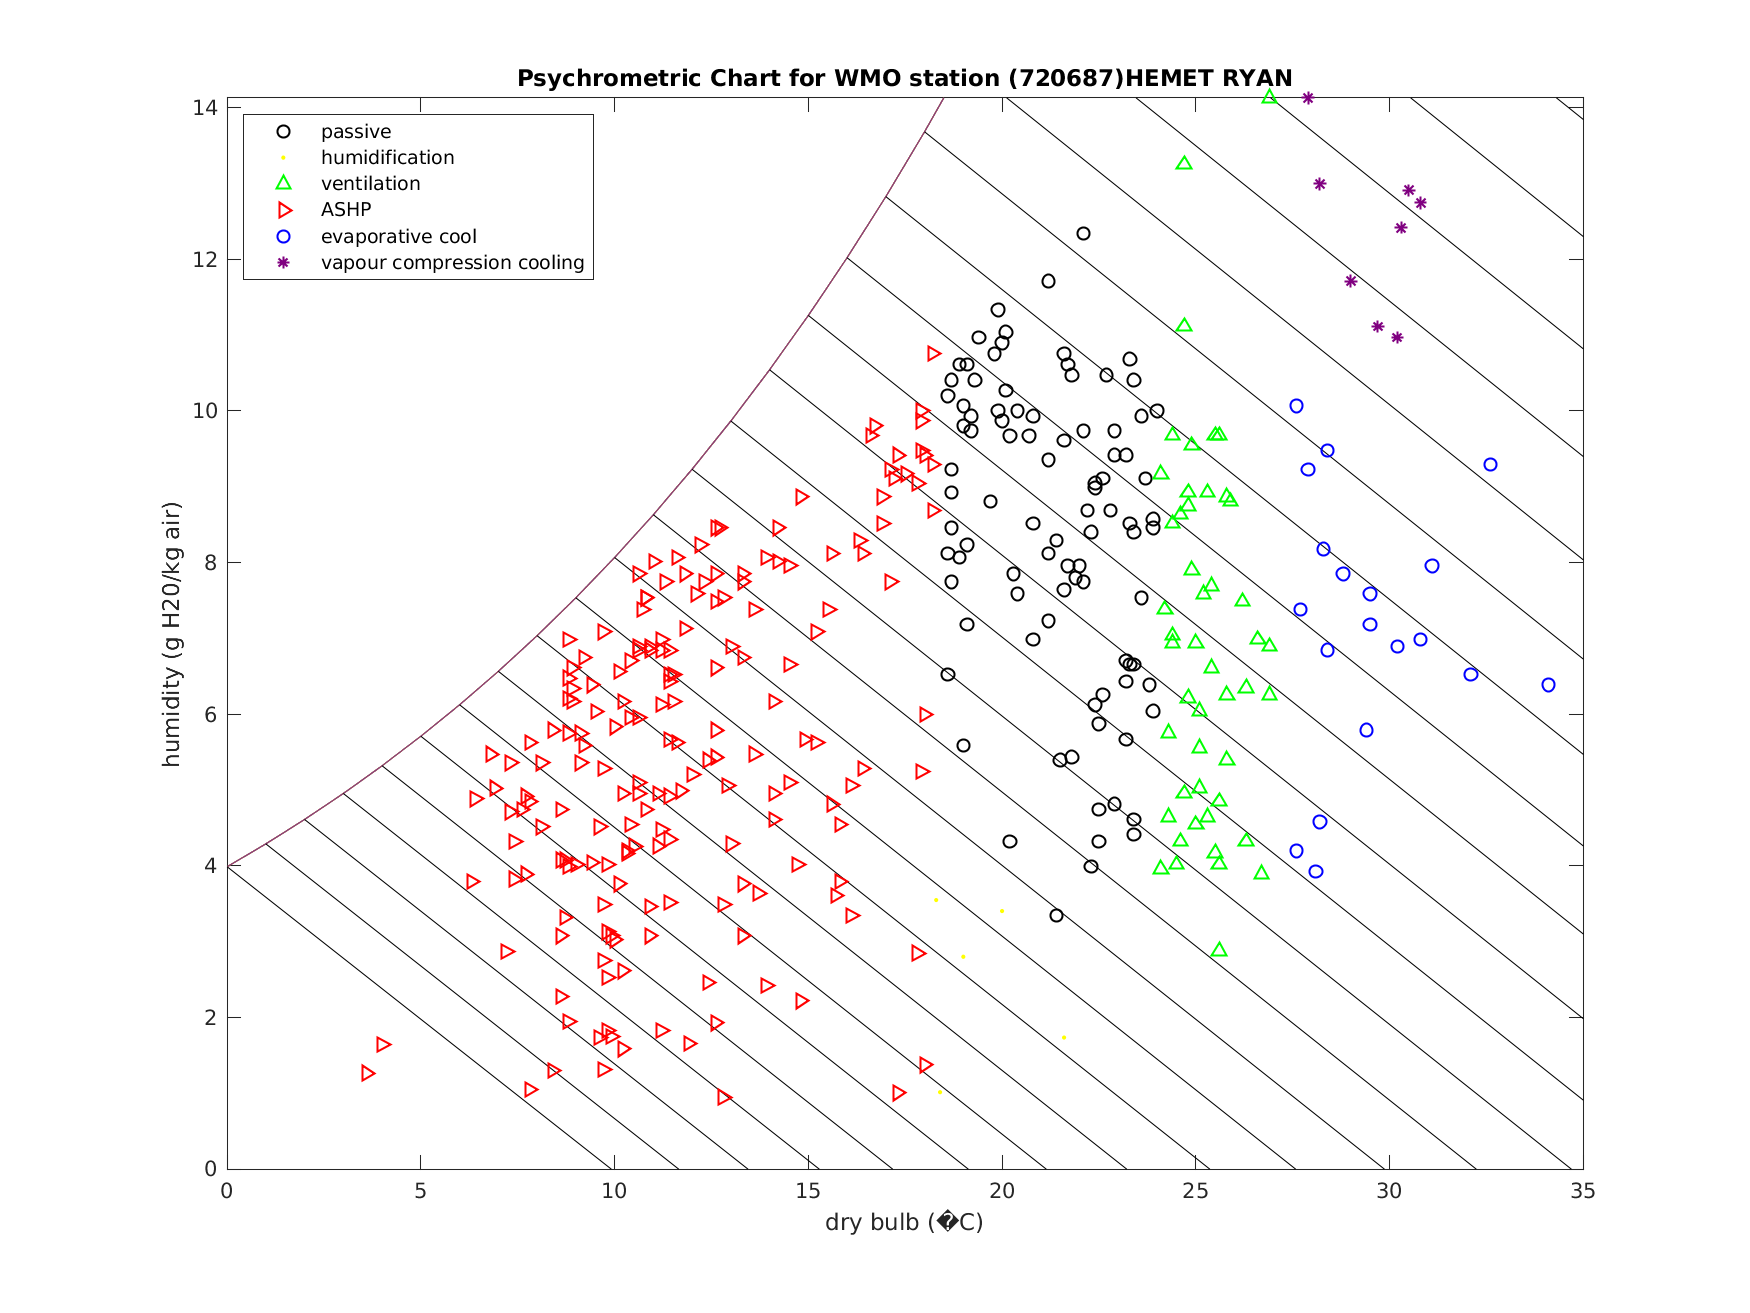 Psychrometric Chart for WMO station (720687)HEMET RYAN
14
12
10
8
6
4
2
0
humidity (g H20/kg air)
passive
humidification
ventilation
ASHP
evaporative cool
vapour compression cooling
0 5 10 15 20 25 30 35
dry bulb (�C)